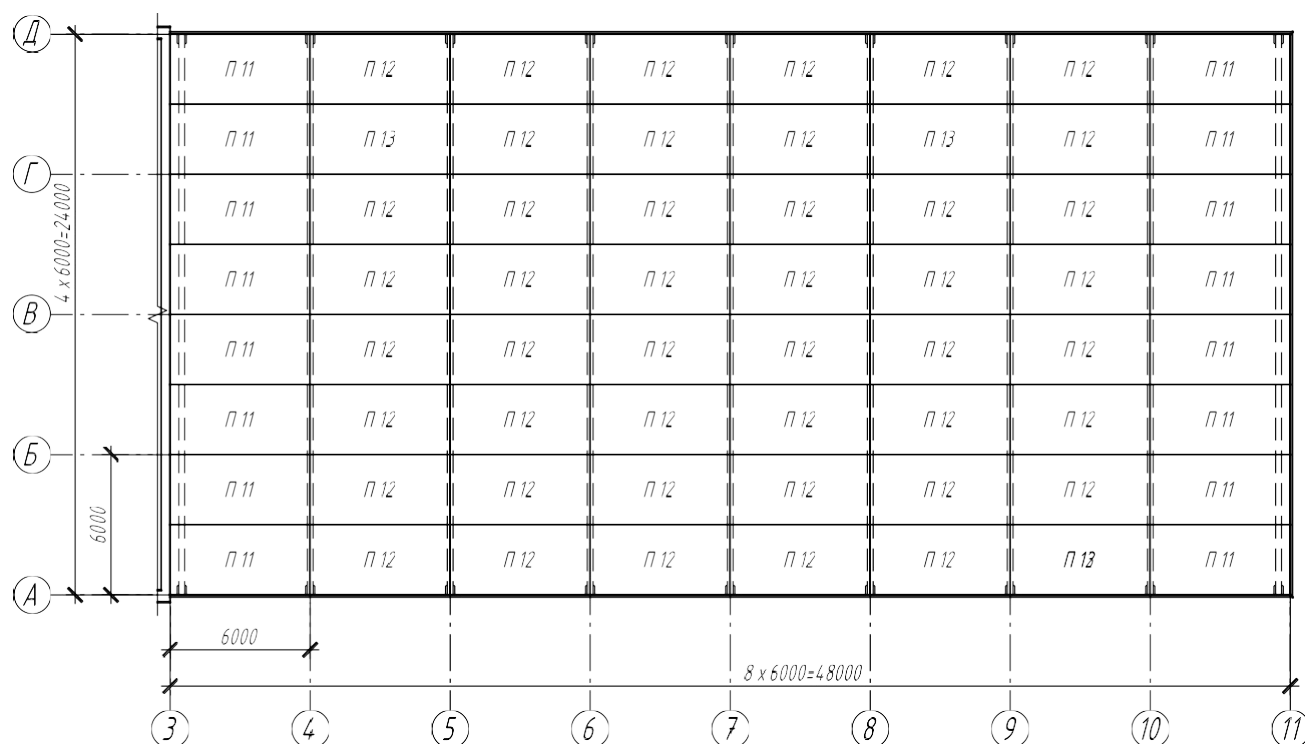 Д
П 11 П 12 П 12 П 12 П 12 П 12 П 12 П 11
П 11 П 13 П 12 П 12 П 12 П 13 П 12 П 11
Г
П 11 П 12 П 12 П 12 П 12 П 12 П 12 П 11
4 x 6000=24000
П 11 П 12 П 12 П 12 П 12 П 12 П 12 П 11
В
П 11 П 12 П 12 П 12 П 12 П 12 П 12 П 11
П 11 П 12 П 12 П 12 П 12 П 12 П 12 П 11
Б
П 11 П 12 П 12 П 12 П 12 П 12 П 12 П 11
6000
П 11 П 12 П 12 П 12 П 12 П 12 П 13 П 11
А
6000
8 x 6000=48000
3 4 5 6 7 8 9 10 11